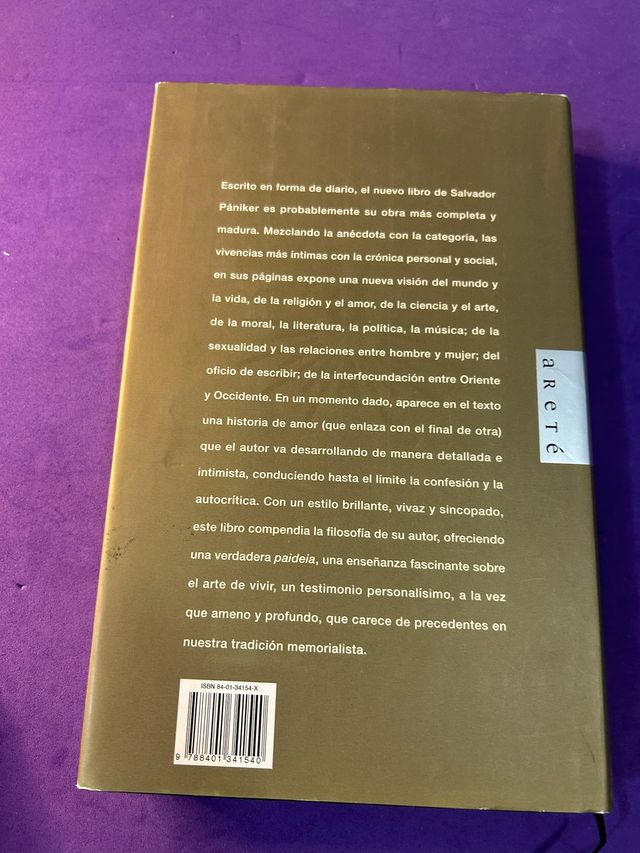 Escrito en forma de diario, el nuevo libro de Salvador
Pániker es probablemente su obra más completa y
madura. Mezclando la anécdota con la categoría, las
vivencias más íntimas con la crónica personal y social,
en sus páginas expone una nueva visión del mundo y
la vida, de la religión y el amor, de la ciencia y el arte,
de la moral, la literatura, la política, la música; de la
sexualidad y las relaciones entre hombre y mujer; del
oficio de escribir; de la interfecundación entre Oriente
y Occidente. En un momento dado, aparece en el texto
una historia de amor (que enlaza con el final de otra)
que el autor va desarrollando de manera detallada e
intimista, conduciendo hasta el límite la confesión y la
autocrítica. Con un estilo brillante, vivaz y sincopado,
este libro compendia la filosofía de su autor, ofreciendo
una verdadera paideia, una enseñanza fascinante sobre
el arte de vivir, un testimonio personalísimo, a la vez
que ameno y profundo, que carece de precedentes en
nuestra tradición memorialista.
aReTé
ISBN 84-01-34154-X
9 788401 341540